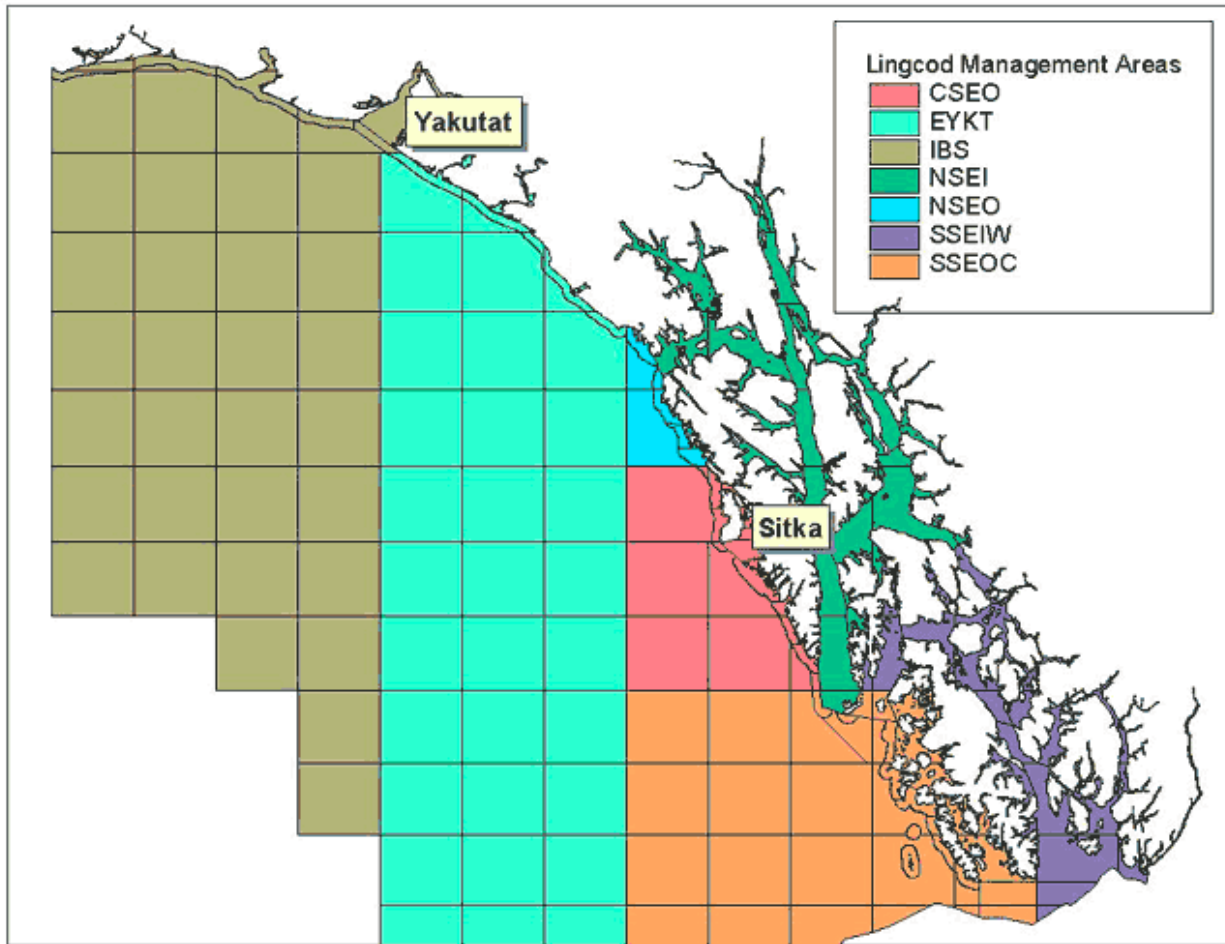 Lingcod Management Areas
CSEO
EYKT
IBS
NSEI
NSEO
SSEIW
SSEOC
Yakutat
Sitka